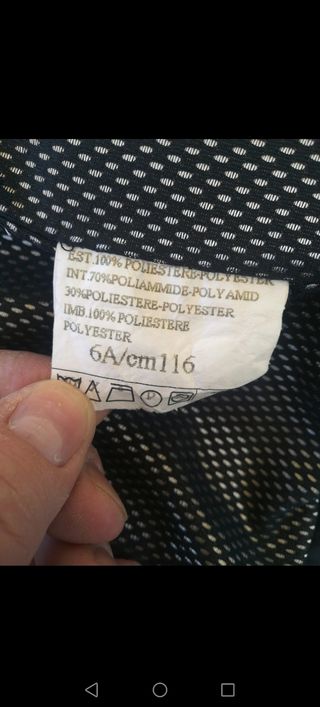 EST.100% POLIESTERE-POLYESTER
INT.70%POLIAMMIDE-POLYAMID
30%POLIESTERE-POLYESTER
IMB.100% POLIESTERE
POLYESTER
6A/cm116
P